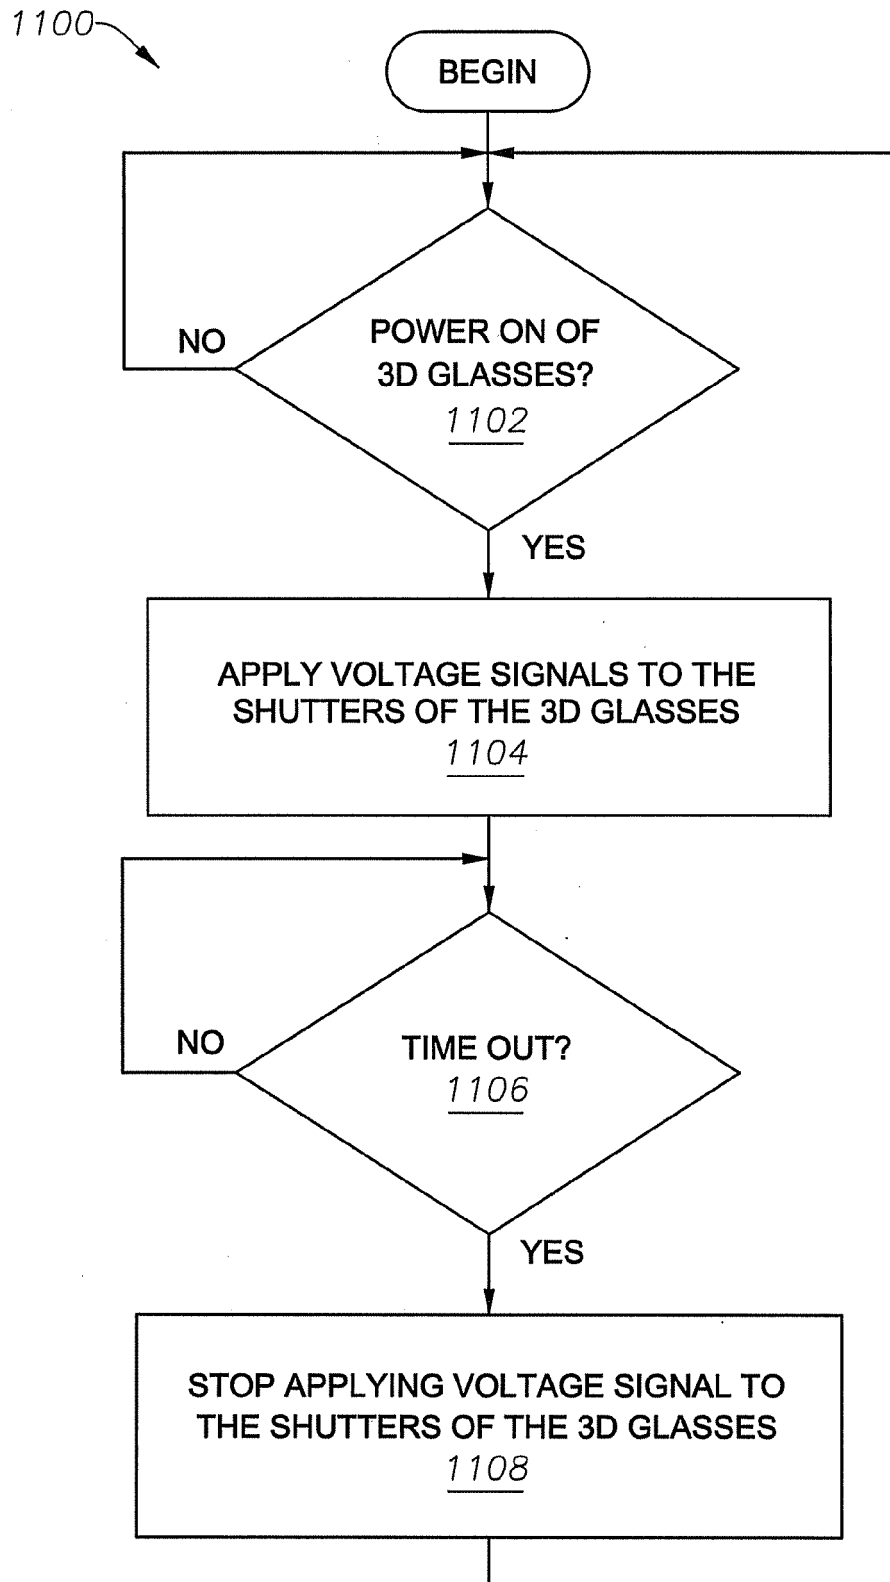 1100
BEGIN
POWER ON OF
3D GLASSES?
1102
NO
YES
APPLY VOLTAGE SIGNALS TO THE
SHUTTERS OF THE 3D GLASSES
1104
TIME OUT?
1106
NO
YES
STOP APPLYING VOLTAGE SIGNAL TO
THE SHUTTERS OF THE 3D GLASSES
1108